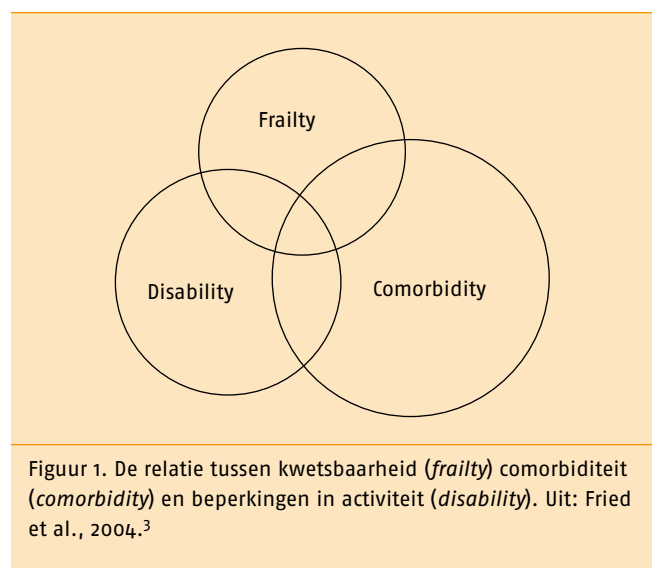 Frailty
Disability
Comorbidity
Figuur 1. De relatie tussen kwetsbaarheid (frailty) comorbiditeit
(comorbidity) en beperkingen in activiteit (disability). Uit: Fried
et al., 2004.³